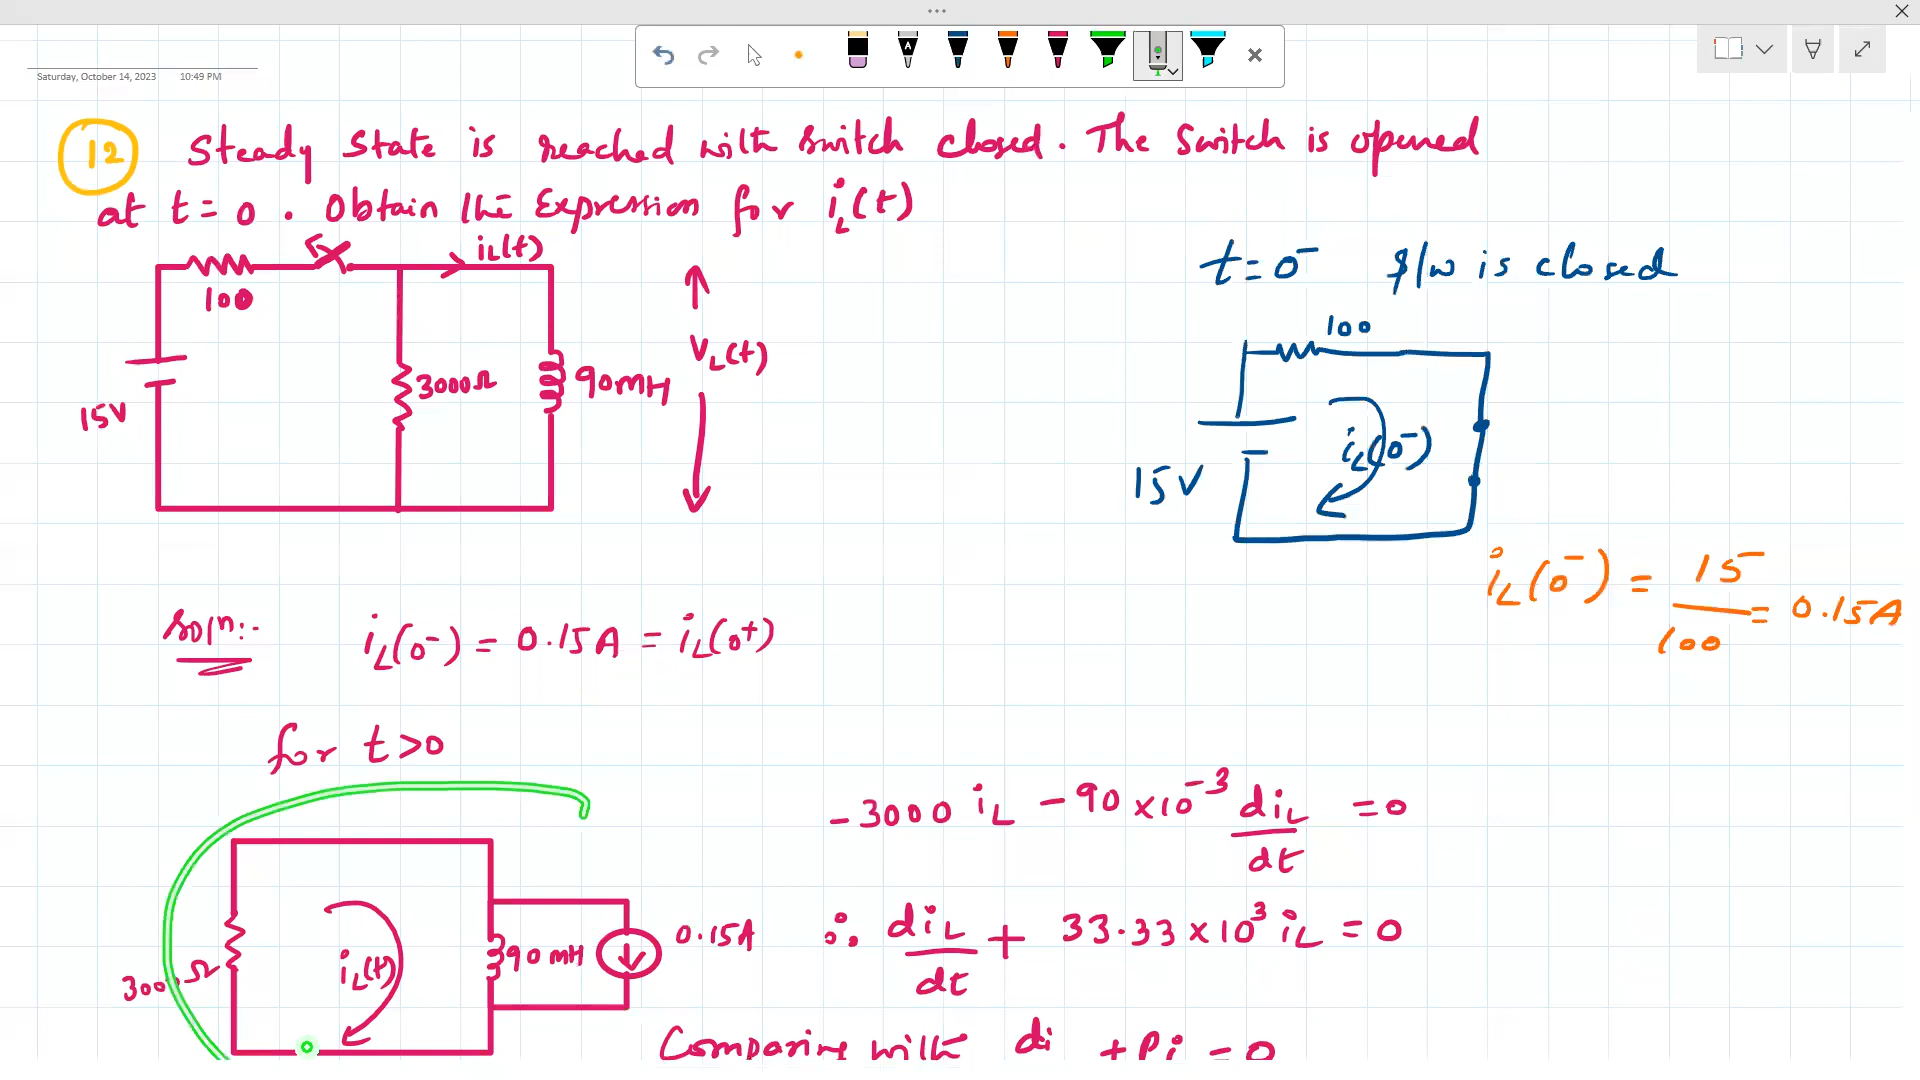 Saturday, October 14, 2023 10:49 PM
12 Steady State is reached with switch closed. The Switch is opened
at t = 0. Obtain the Expression for iL(t)
iL(t)
100
15V
3000Ω
90mH
VL(t)
t=0⁻ S/w is closed
100
15V
iL(0⁻)
iL(0⁻) = 15/100 = 0.15A
Soln:-
iL(0⁻) = 0.15A = iL(0⁺)
for t>0
-3000 iL - 90×10⁻³ diL/dt = 0
3000Ω
iL(t)
90mH
0.15A
∴ diL/dt + 33.33×10³ iL = 0
Comparing with di + Pi = 0